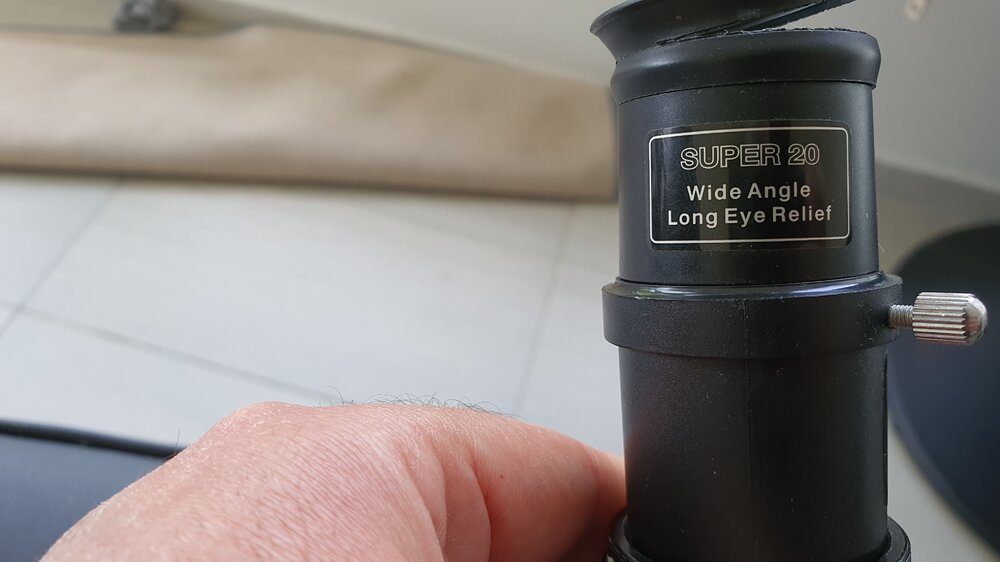 SUPER 20
Wide Angle
Long Eye Relief